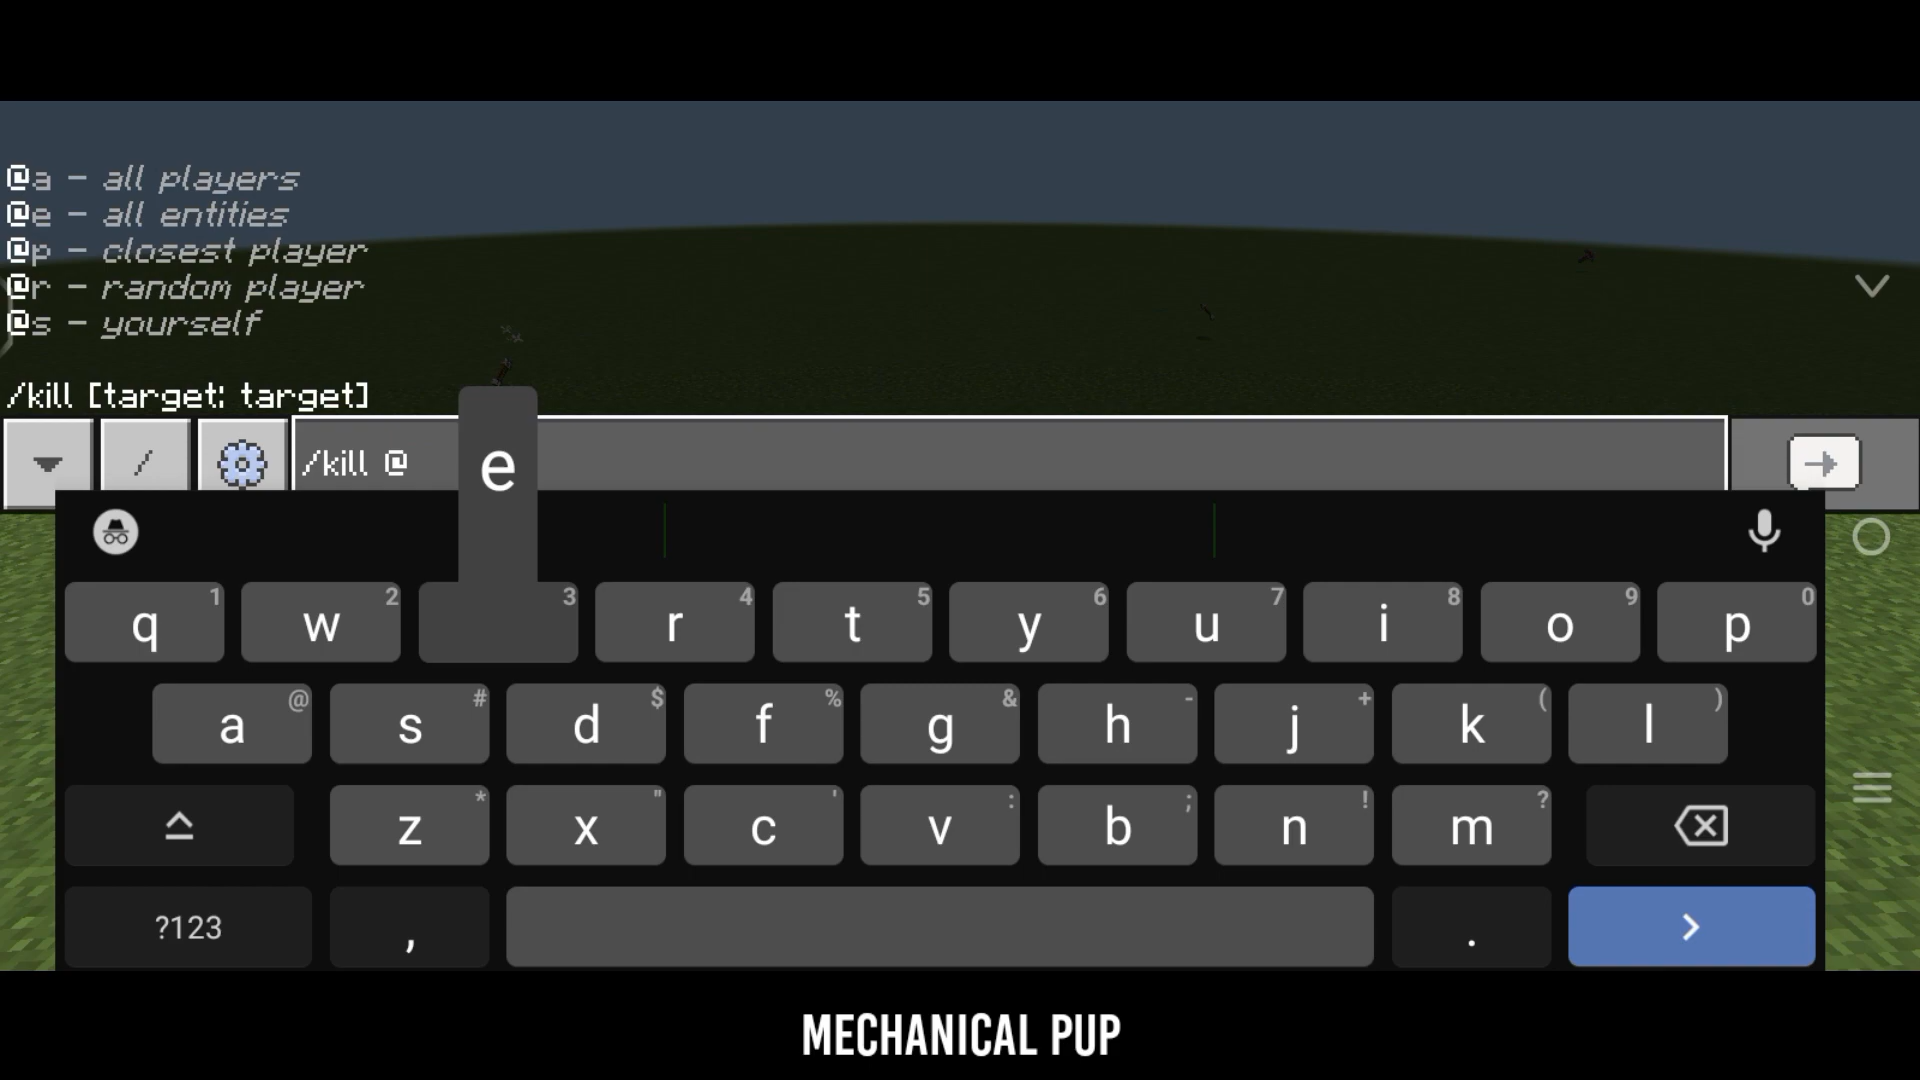 @a - all players
@e - all entities
@p - closest player
@r - random player
@s - yourself
/kill [target: target]
/
/kill @
e
1 2 3 4 5 6 7 8 9 0
q w r t y u i o p
@ # $ % & - + ( )
a s d f g h j k l
* " ' : ; ! ?
z x c v b n m
?123 , .
MECHANICAL PUP